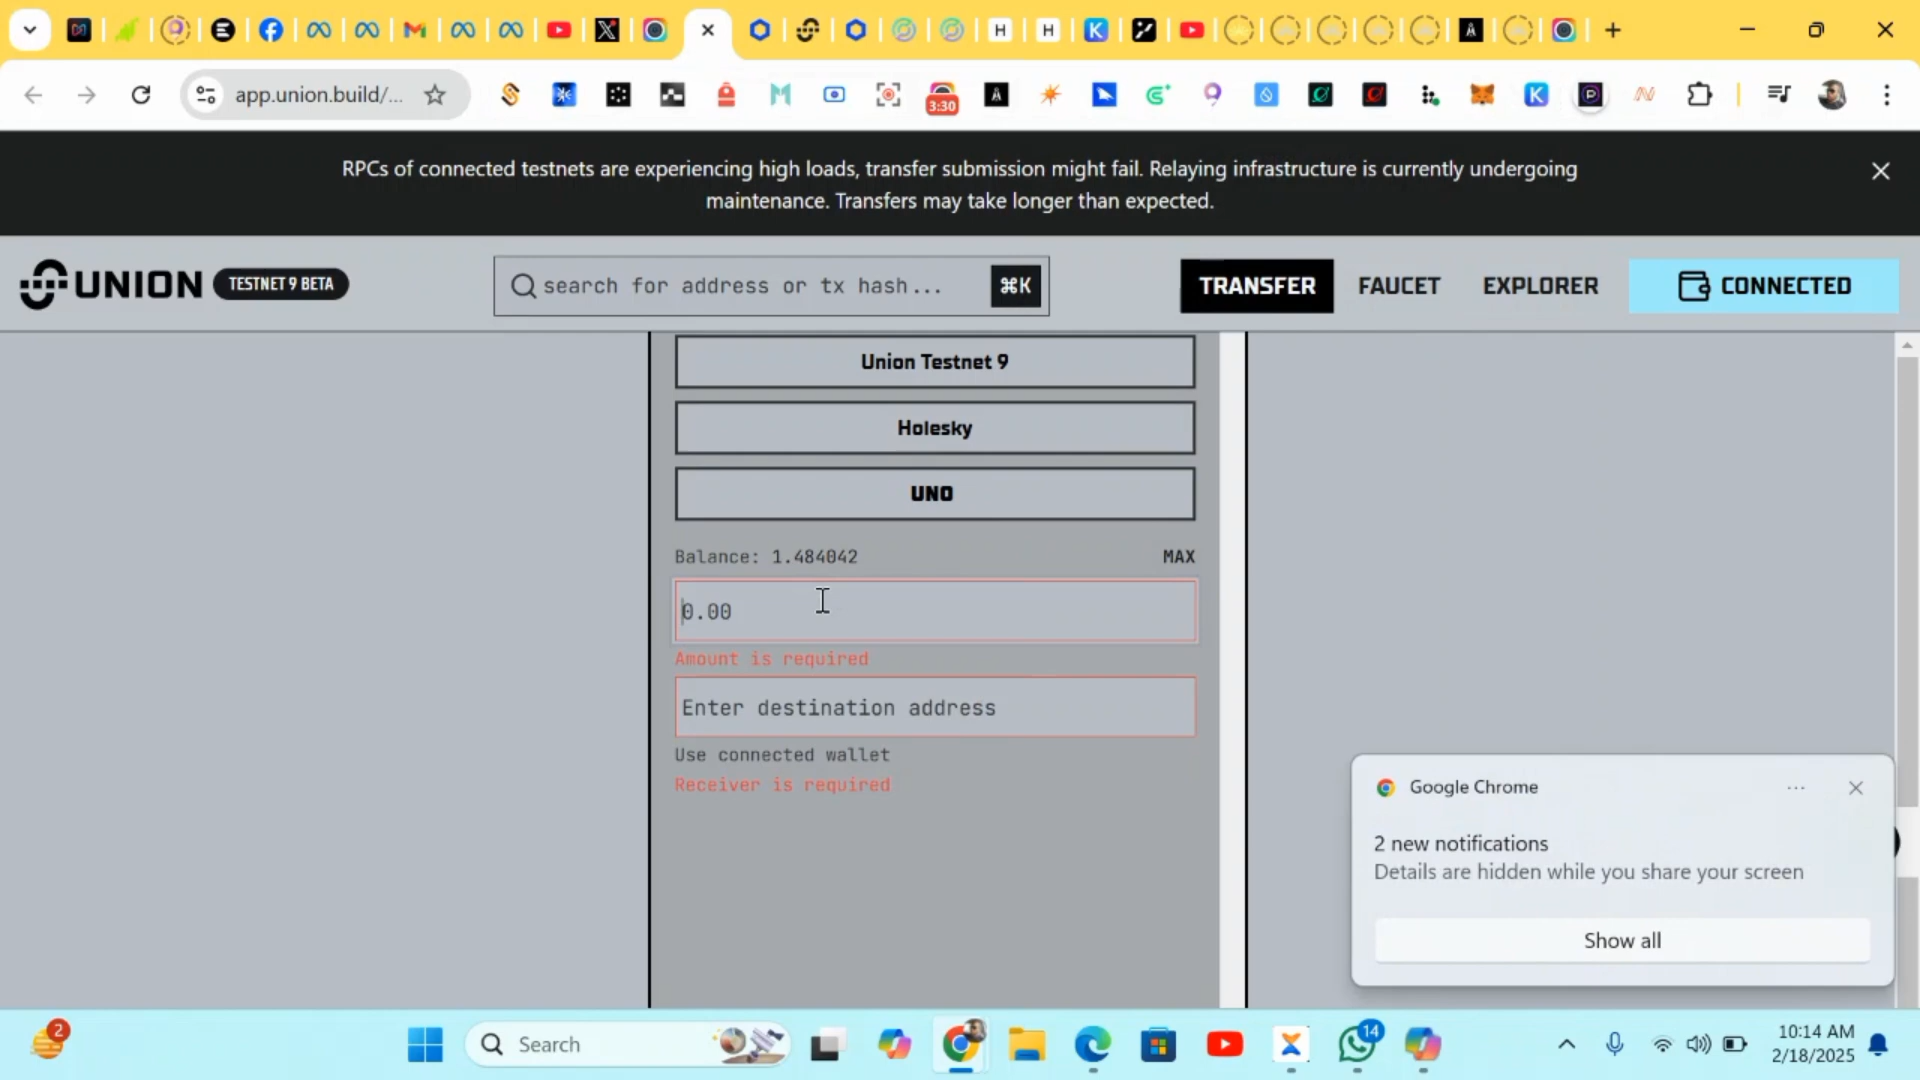 app.union.build/...
3:30
RPCs of connected testnets are experiencing high loads, transfer submission might fail. Relaying infrastructure is currently undergoing
maintenance. Transfers may take longer than expected.
UNION
TESTNET 9 BETA
search for address or tx hash...
⌘K
TRANSFER
FAUCET
EXPLORER
CONNECTED
Union Testnet 9
Holesky
UNO
Balance: 1.484042
MAX
0.00
Amount is required
Enter destination address
Use connected wallet
Receiver is required
Google Chrome
2 new notifications
Details are hidden while you share your screen
Show all
2
Search
14
10:14 AM
2/18/2025